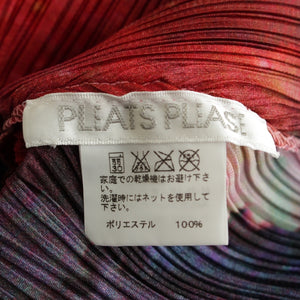 PLEATS PLEASE
30
家庭での乾燥機はお避け下さい。
洗濯時にはネットを使用して
下さい。
ポリエステル 100%